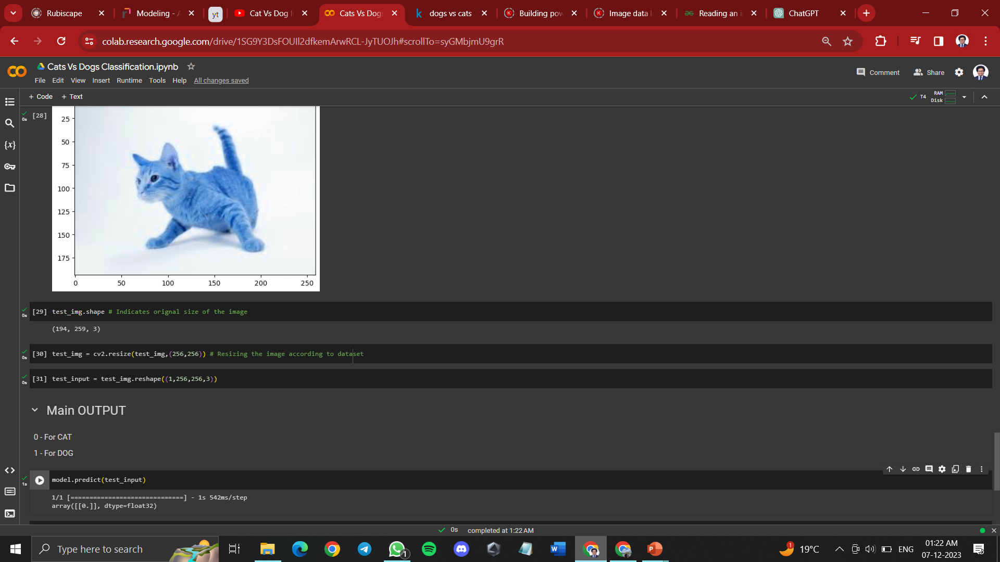 Rubiscape
Modeling - A
yt
Cat Vs Dog I
Cats Vs Dogs
dogs vs cats
Building pow
Image data l
Reading an i
ChatGPT
colab.research.google.com/drive/1SG9Y3DsFOUIl2dfkemArwRCL-JyTUOJh#scrollTo=syGMbjmU9grR
Cats Vs Dogs Classification.ipynb
File Edit View Insert Runtime Tools Help All changes saved
Comment Share
+ Code + Text
T4 RAM Disk
[28]
0s
25
50
75
100
125
150
175
0 50 100 150 200 250
[29] test_img.shape # Indicates orignal size of the image
0s
(194, 259, 3)
[30] test_img = cv2.resize(test_img,(256,256)) # Resizing the image according to dataset
0s
[31] test_input = test_img.reshape((1,256,256,3))
0s
Main OUTPUT
0 - For CAT
1 - For DOG
model.predict(test_input)
1s
1/1 [==============================] - 1s 542ms/step
array([[0.]], dtype=float32)
0s completed at 1:22 AM
Type here to search
1
1
19°C
ENG
01:22 AM
07-12-2023